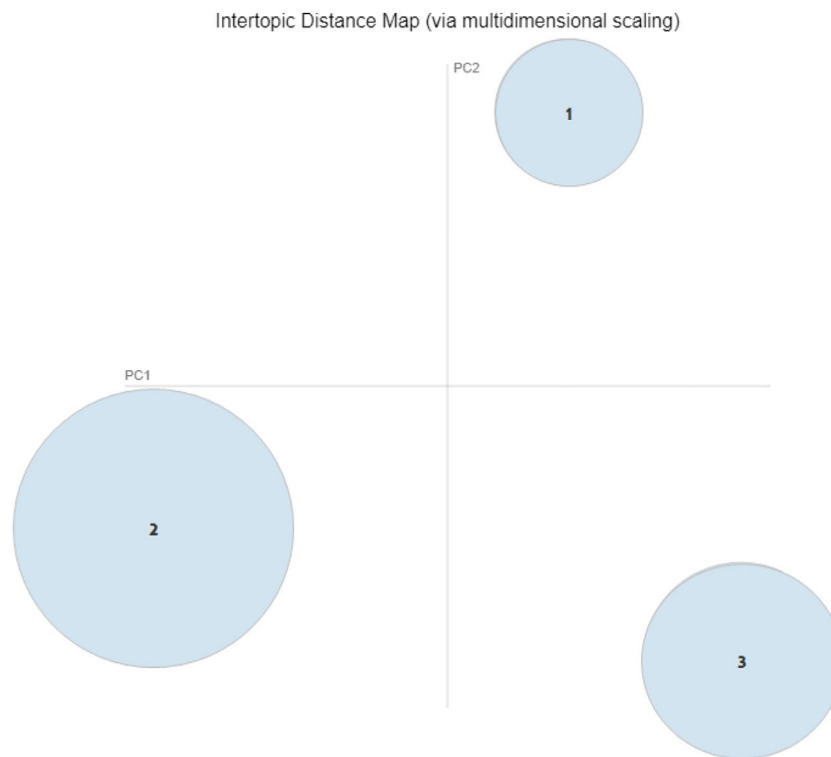 Intertopic Distance Map (via multidimensional scaling)
PC2
1
PC1
2
3